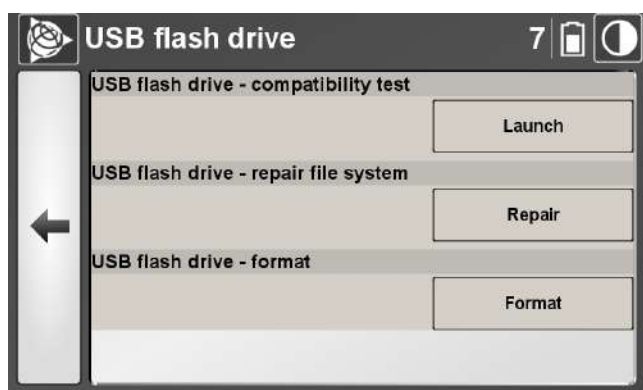 USB flash drive 7
USB flash drive - compatibility test
Launch
USB flash drive - repair file system
Repair
USB flash drive - format
Format